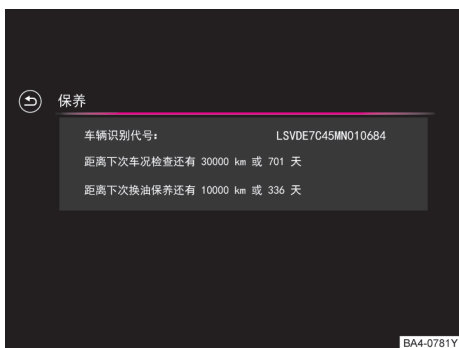 保养
车辆识别代号： LSVDE7C45MN010684
距离下次车况检查还有 30000 km 或 701 天
距离下次换油保养还有 10000 km 或 336 天
BA4-0781Y